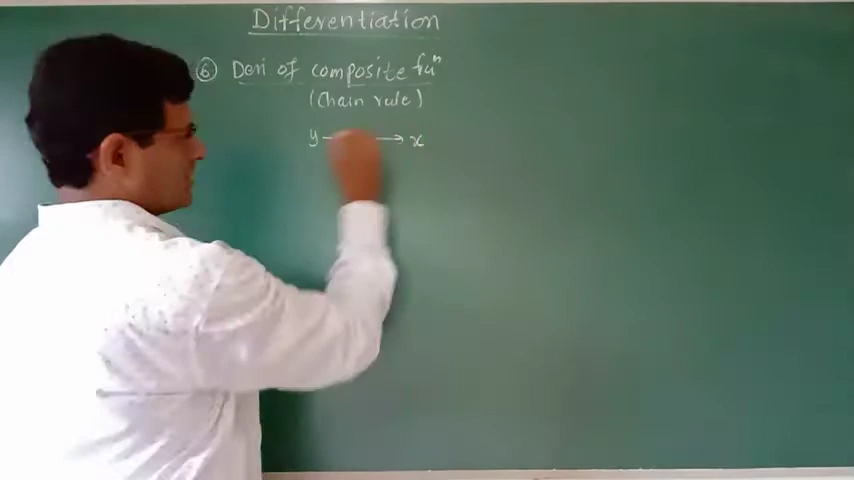 Differentiation
⑥ Deri of composite fuⁿ
(Chain rule)
y → x